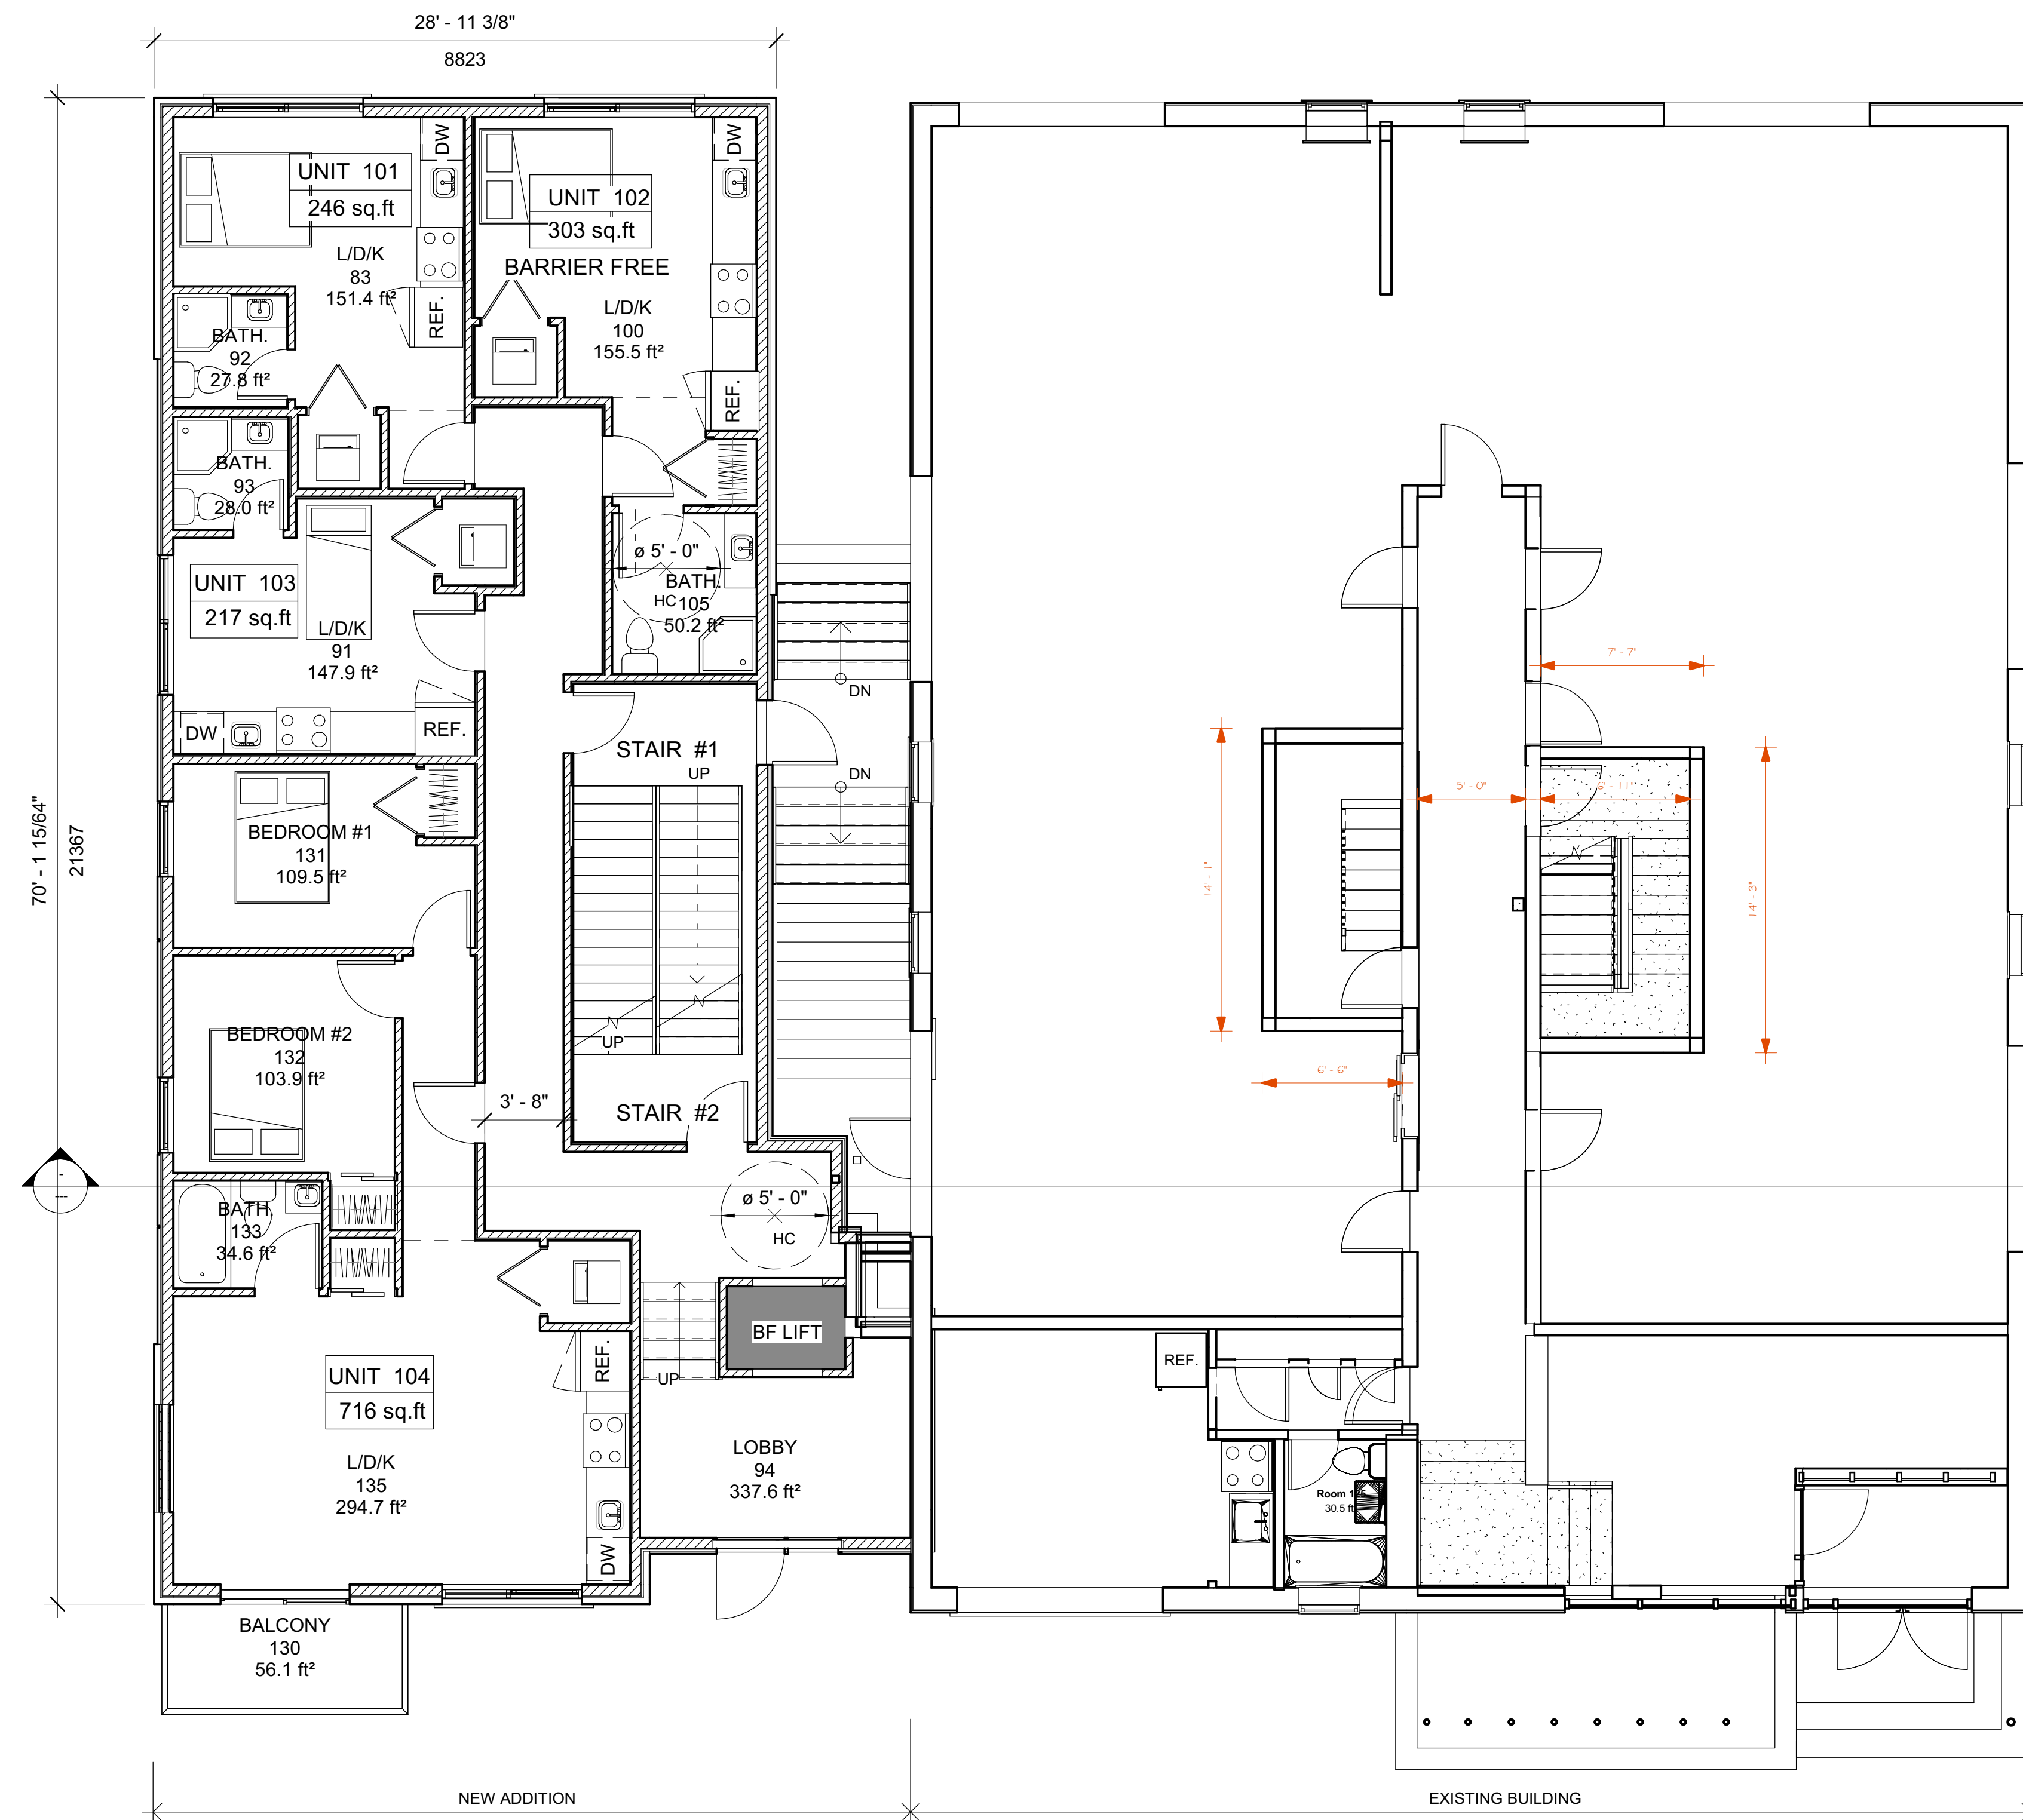 28' - 11 3/8"
8823
70' - 1 15/64"
21367
UNIT 101
246 sq.ft
DW
L/D/K
83
151.4 ft²
REF.
UNIT 102
303 sq.ft
BARRIER FREE
DW
L/D/K
100
155.5 ft²
REF.
BATH.
92
27.8 ft²
BATH.
93
28.0 ft²
UNIT 103
217 sq.ft
L/D/K
91
147.9 ft²
DW
REF.
ø 5' - 0"
BATH.
HC
105
50.2 ft²
DN
DN
STAIR #1
UP
UP
STAIR #2
BEDROOM #1
131
109.5 ft²
BEDROOM #2
132
103.9 ft²
3' - 8"
-
---
BATH.
133
34.6 ft²
ø 5' - 0"
HC
BF LIFT
UP
REF.
UNIT 104
716 sq.ft
L/D/K
135
294.7 ft²
DW
LOBBY
94
337.6 ft²
BALCONY
130
56.1 ft²
7' - 7"
5' - 0"
6' - 11"
14' - 1"
14' - 3"
6' - 6"
REF.
30.5 ft
NEW ADDITION
EXISTING BUILDING